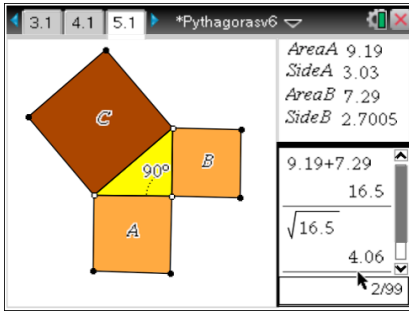 3.1 4.1 5.1 *Pythagorasv6
AreaA 9.19
SideA 3.03
AreaB 7.29
SideB 2.7005
C
90°
B
A
9.19+7.29
16.5
√16.5
4.06
2/99